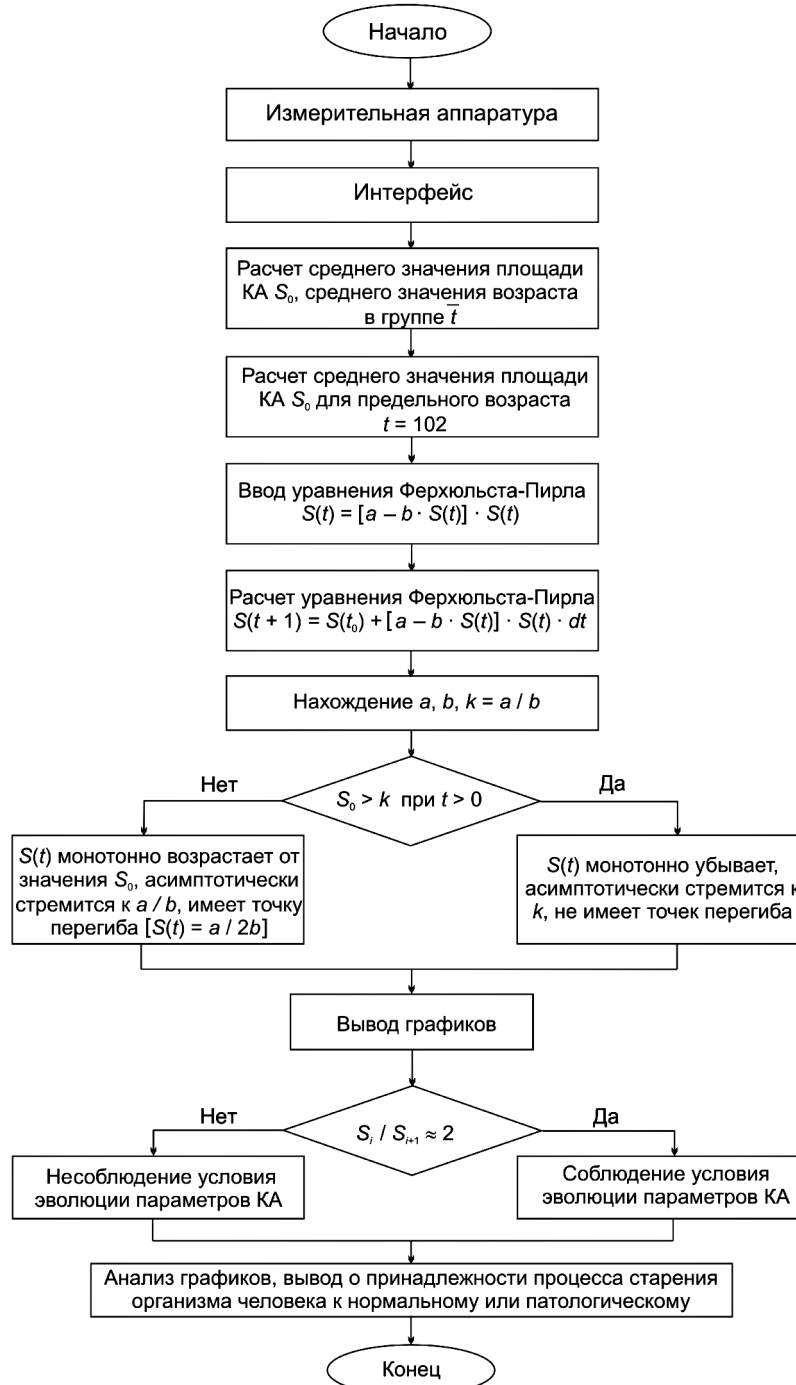 Начало
Измерительная аппаратура
Интерфейс
Расчет среднего значения площади
КА S₀, среднего значения возраста
в группе t̅
Расчет среднего значения площади
КА S₀ для предельного возраста
t = 102
Ввод уравнения Ферхюльста-Пирла
S(t) = [a – b · S(t)] · S(t)
Расчет уравнения Ферхюльста-Пирла
S(t + 1) = S(t₀) + [a – b · S(t)] · S(t) · dt
Нахождение a, b, k = a / b
Нет
S₀ > k при t > 0
Да
S(t) монотонно возрастает от
значения S₀, асимптотически
стремится к a / b, имеет точку
перегиба [S(t) = a / 2b]
S(t) монотонно убывает,
асимптотически стремится к
k, не имеет точек перегиба
Вывод графиков
Нет
Sᵢ / Sᵢ₊₁ ≈ 2
Да
Несоблюдение условия
эволюции параметров КА
Соблюдение условия
эволюции параметров КА
Анализ графиков, вывод о принадлежности процесса старения
организма человека к нормальному или патологическому
Конец